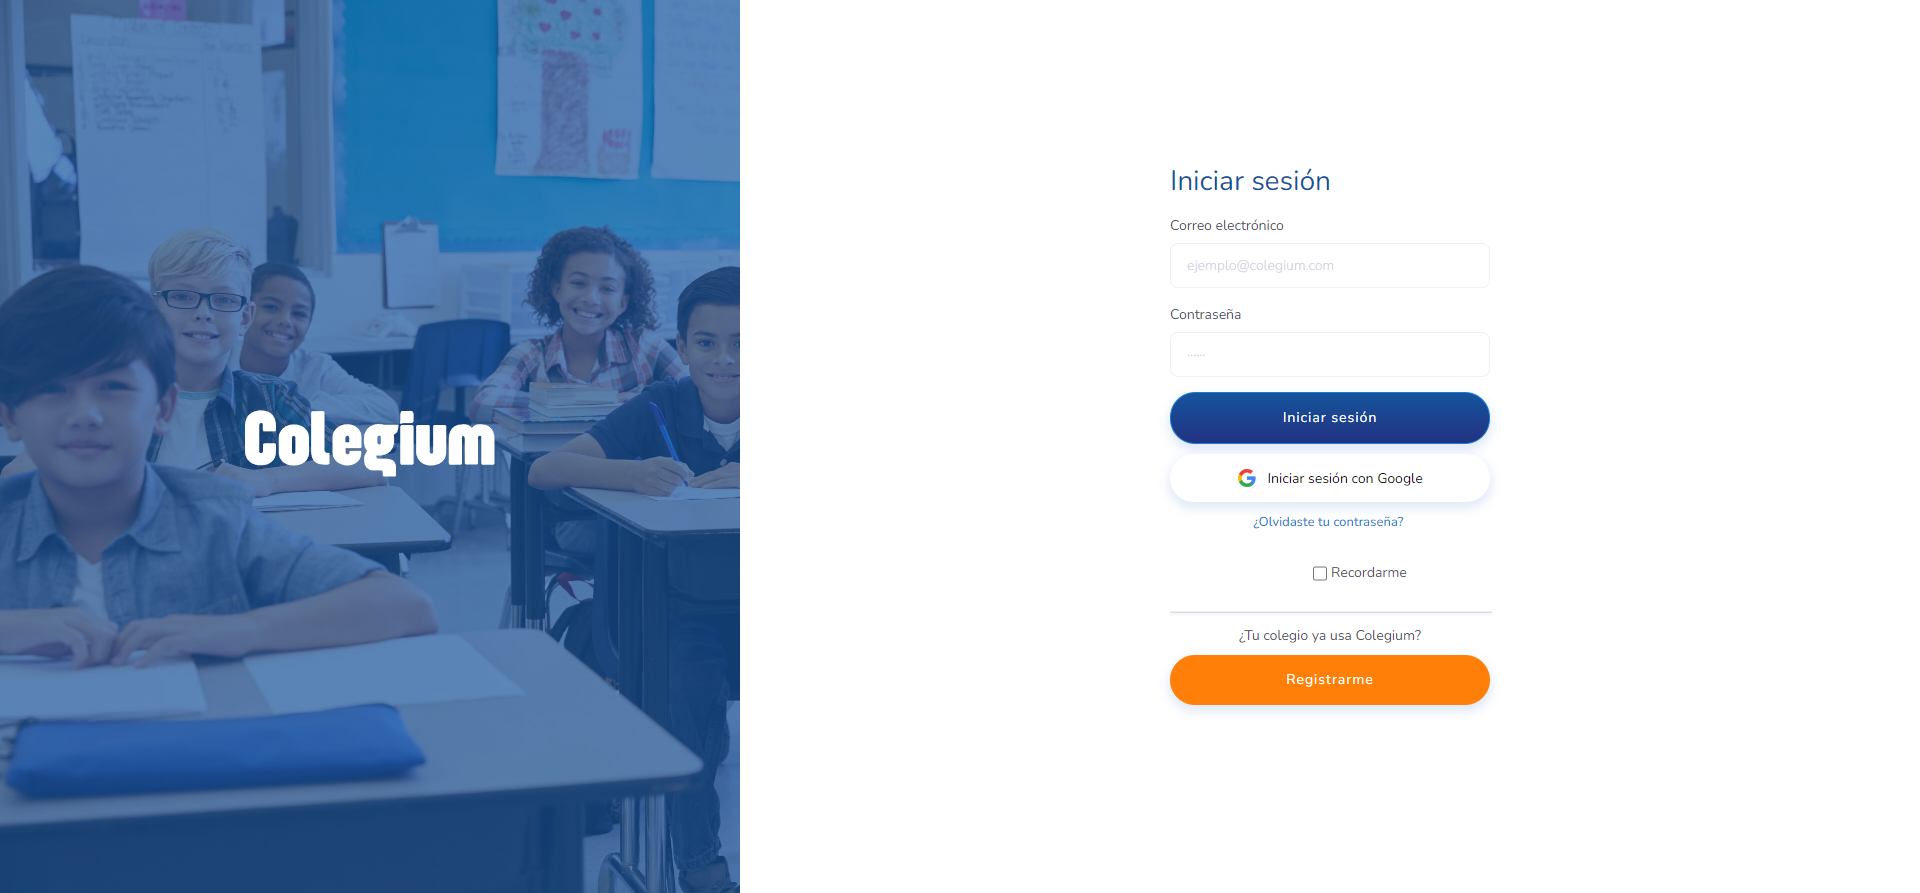 Colegium
Iniciar sesión
Correo electrónico
ejemplo@colegium.com
Contraseña
······
Iniciar sesión
Iniciar sesión con Google
¿Olvidaste tu contraseña?
Recordarme
¿Tu colegio ya usa Colegium?
Registrarme